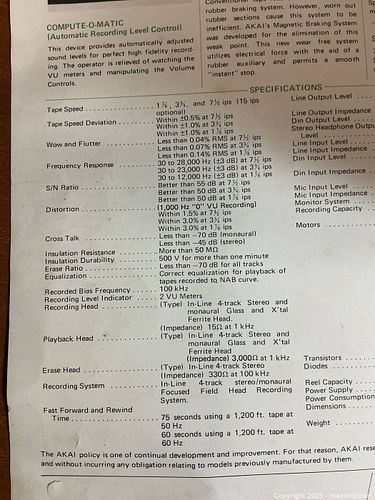 COMPUTE-O-MATIC
(Automatic Recording Level Control)
This device provides automatically adjusted
sound levels for perfect high fidelity record-
ing. The operator is relieved of watching the
VU meters and manipulating the Volume
Controls.
rubber braking system. However, worn out
rubber sections cause this system to be
inefficient. AKAI's Magnetic Braking System
was developed for the elimination of this
weak point. This new wear free system
utilizes electrical force with the aid of a
rubber auxiliary and permits a smooth
"instant" stop.
SPECIFICATIONS
Tape Speed . . . . . . . . . . . . 1⅞, 3¾, and 7½ ips (15 ips
optional)
Tape Speed Deviation . . . . . . . . Within ±0.5% at 7½ ips
Within ±1.0% at 3¾ ips
Within ±1.0% at 1⅞ ips
Wow and Flutter . . . . . . . . . . Less than 0.04% RMS at 7½ ips
Less than 0.07% RMS at 3¾ ips
Less than 0.14% RMS at 1⅞ ips
Frequency Response . . . . . . . . 30 to 28,000 Hz (±3 dB) at 7½ ips
30 to 23,000 Hz (±3 dB) at 3¾ ips
30 to 12,000 Hz (±3 dB) at 1⅞ ips
S/N Ratio . . . . . . . . . . . . Better than 55 dB at 7½ ips
Better than 50 dB at 3¾ ips
Better than 50 dB at 1⅞ ips
Distortion . . . . . . . . . . . . (1,000 Hz "0" VU Recording)
Within 1.5% at 7½ ips
Within 3.0% at 3¾ ips
Within 3.0% at 1⅞ ips
Cross Talk . . . . . . . . . . . . Less than −70 dB (monaural)
Less than −45 dB (stereo)
Insulation Resistance . . . . . . . More than 50 MΩ
Insulation Durability . . . . . . . 500 V for more than one minute
Erase Ratio . . . . . . . . . . . Less than −70 dB for all tracks
Equalization . . . . . . . . . . . Correct equalization for playback of
tapes recorded to NAB curve.
Recorded Bias Frequency . . . . . . 100 kHz
Recording Level Indicator . . . . . 2 VU Meters
Recording Head . . . . . . . . . . (Type) In-Line 4-track Stereo and
monaural Glass and X'tal
Ferrite Head.
(Impedance) 15Ω at 1 kHz
Playback Head . . . . . . . . . . . (Type) In-Line 4-track Stereo and
monaural Glass and X'tal
Ferrite Head
(Impedance) 3,000Ω at 1 kHz
Erase Head . . . . . . . . . . . . (Type) In-Line 4-track Stereo
(Impedance) 330Ω at 100 kHz
Recording System . . . . . . . . . In-Line 4-track stereo/monaural
Focused Field Head Recording
System.
Fast Forward and Rewind
Time . . . . . . . . . . . . . . . 75 seconds using a 1,200 ft. tape at
50 Hz
60 seconds using a 1,200 ft. tape at
60 Hz
Line Output Level . . . .
Line Output Impedance
Din Output Level . . . .
Stereo Headphone Outpu
Level . . . . . . . .
Line Input Level . . . .
Line Input Impedance . .
Din Input Level . . . .
Din Input Impedance . .
Mic Input Level . . . .
Mic Input Impedance . .
Monitor System . . . .
Recording Capacity . . .
Motors . . . . . . . .
Transistors . . . . . .
Diodes . . . . . . . .
Reel Capacity . . . . .
Power Supply . . . . .
Power Consumption
Dimensions . . . . . .
Weight . . . . . . . .
The AKAI policy is one of continual development and improvement. For that reason, AKAI rese
and without incurring any obligation relating to models previously manufactured by them.
Copyright 2025 - maxsold.com